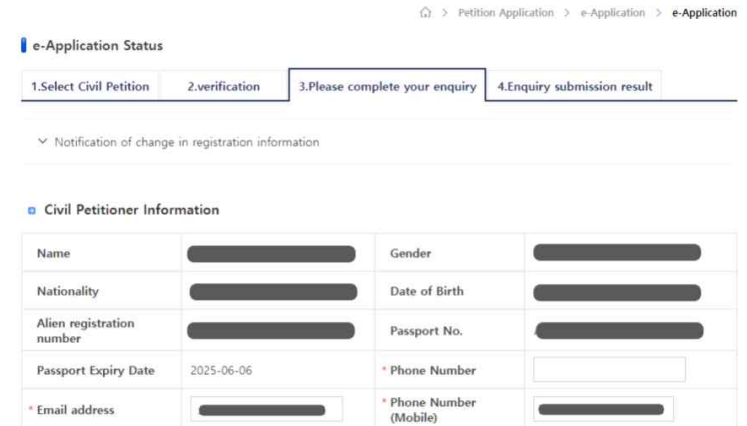 > Petition Application > e-Application > e-Application
e-Application Status
1.Select Civil Petition 2.verification 3.Please complete your enquiry 4.Enquiry submission result
Notification of change in registration information
Civil Petitioner Information
Name Gender
Nationality Date of Birth
Alien registration
number Passport No.
Passport Expiry Date 2025-06-06 * Phone Number
* Email address * Phone Number
(Mobile)